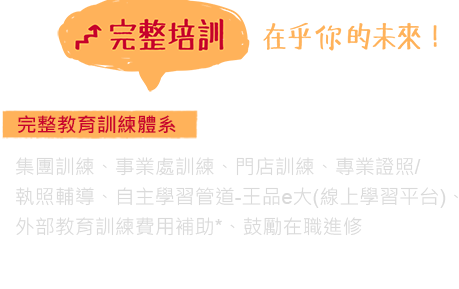 完整培訓 在乎你的未來！
完整教育訓練體系
集團訓練、事業處訓練、門店訓練、專業證照/
執照輔導、自主學習管道-王品e大(線上學習平台)、
外部教育訓練費用補助*、鼓勵在職進修